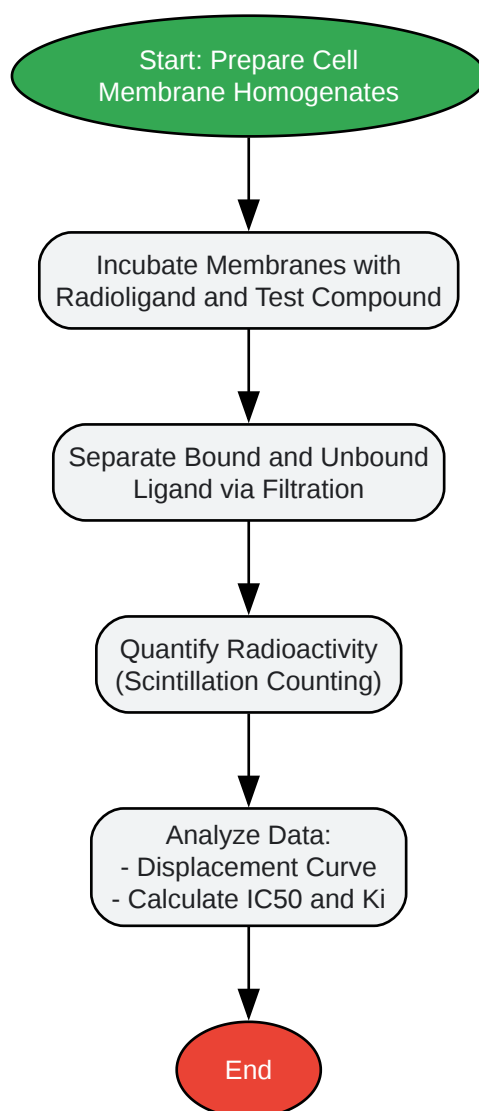 Start: Prepare Cell
Membrane Homogenates
Incubate Membranes with
Radioligand and Test Compound
Separate Bound and Unbound
Ligand via Filtration
Quantify Radioactivity
(Scintillation Counting)
Analyze Data:
- Displacement Curve
- Calculate IC50 and Ki
End